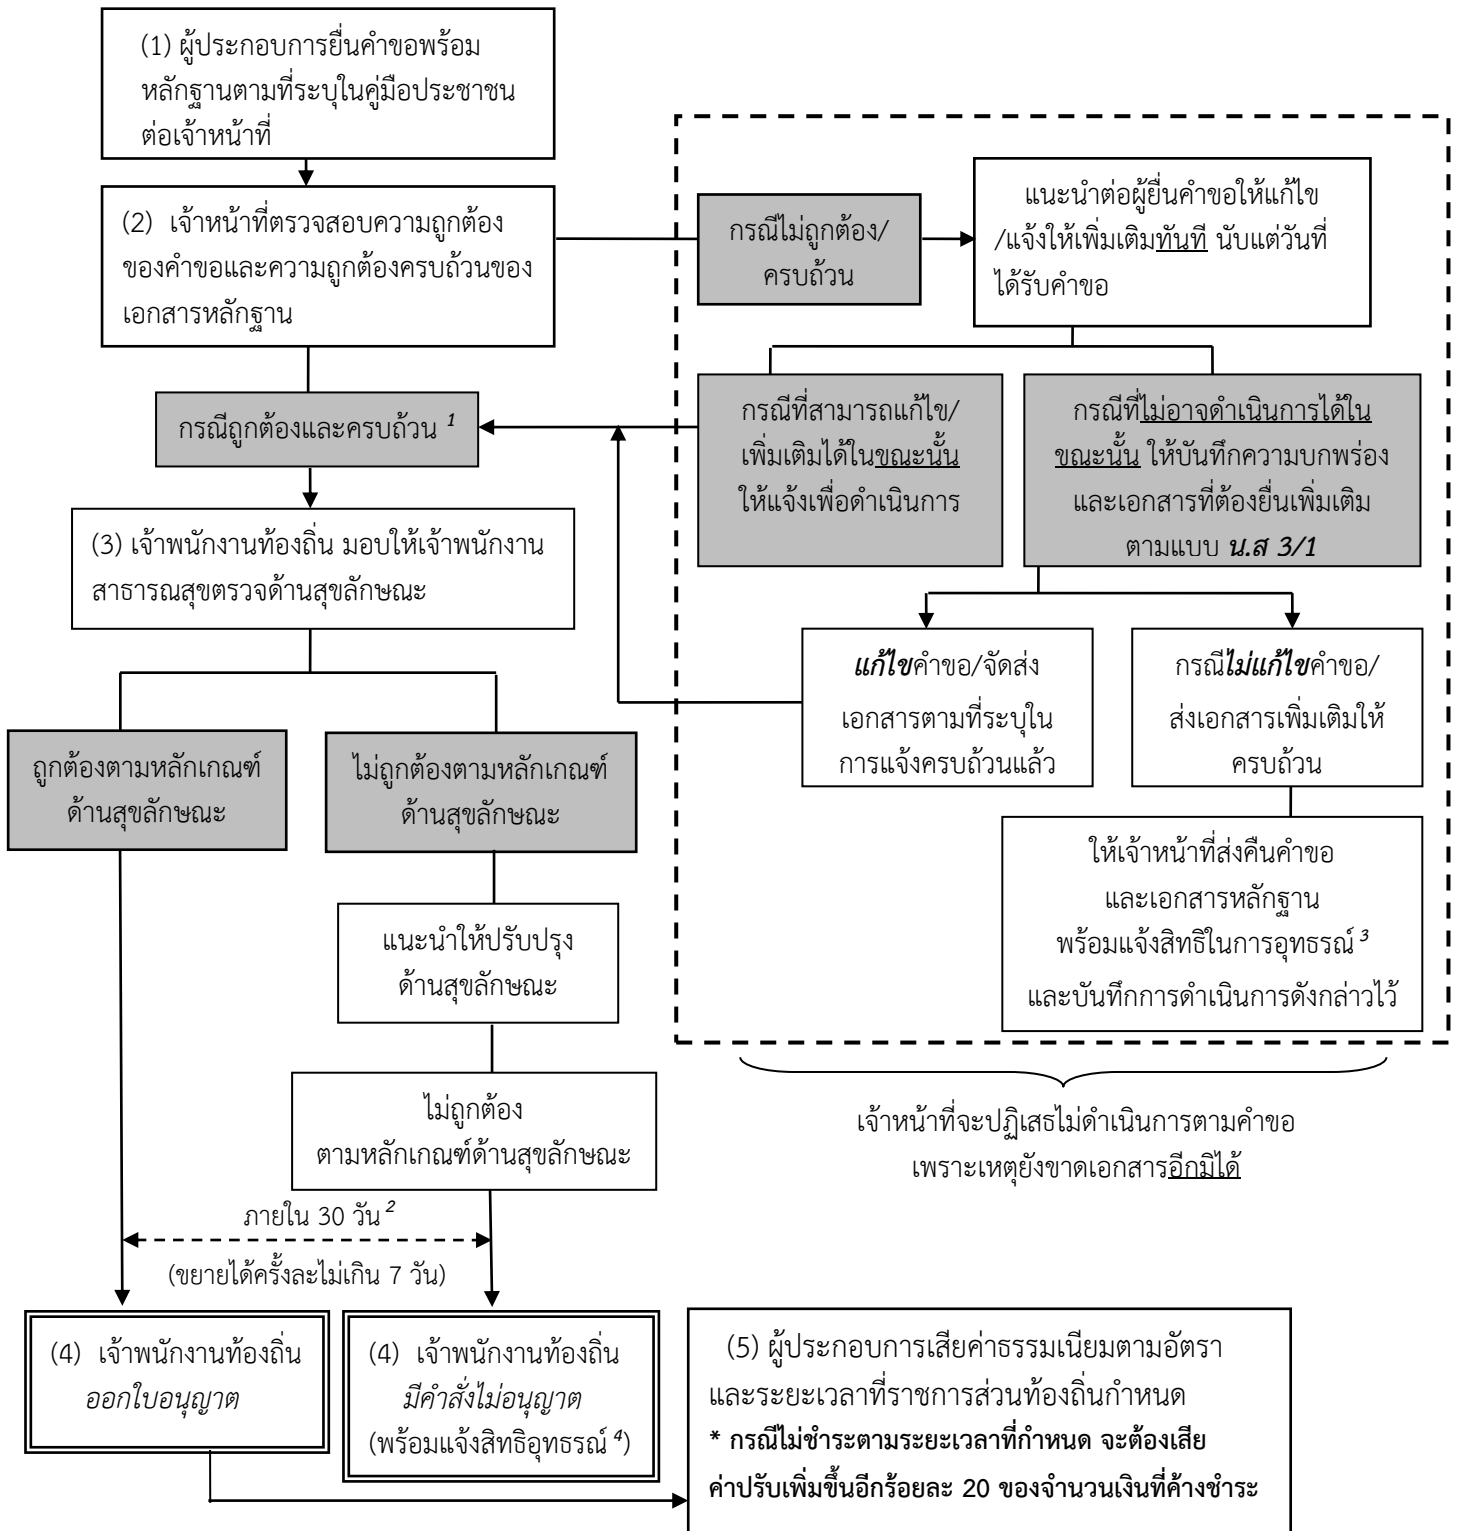 (1) ผู้ประกอบการยื่นคำขอพร้อม
หลักฐานตามที่ระบุในคู่มือประชาชน
ต่อเจ้าหน้าที่
(2) เจ้าหน้าที่ตรวจสอบความถูกต้อง
ของคำขอและความถูกต้องครบถ้วนของ
เอกสารหลักฐาน
กรณีไม่ถูกต้อง/
ครบถ้วน
แนะนำต่อผู้ยื่นคำขอให้แก้ไข
/แจ้งให้เพิ่มเติมทันที นับแต่วันที่
ได้รับคำขอ
กรณีถูกต้องและครบถ้วน 1
กรณีที่สามารถแก้ไข/
เพิ่มเติมได้ในขณะนั้น
ให้แจ้งเพื่อดำเนินการ
กรณีที่ไม่อาจดำเนินการได้ใน
ขณะนั้น ให้บันทึกความบกพร่อง
และเอกสารที่ต้องยื่นเพิ่มเติม
ตามแบบ น.ส 3/1
(3) เจ้าพนักงานท้องถิ่น มอบให้เจ้าพนักงาน
สาธารณสุขตรวจด้านสุขลักษณะ
แก้ไขคำขอ/จัดส่ง
เอกสารตามที่ระบุใน
การแจ้งครบถ้วนแล้ว
กรณีไม่แก้ไขคำขอ/
ส่งเอกสารเพิ่มเติมให้
ครบถ้วน
ถูกต้องตามหลักเกณฑ์
ด้านสุขลักษณะ
ไม่ถูกต้องตามหลักเกณฑ์
ด้านสุขลักษณะ
ให้เจ้าหน้าที่ส่งคืนคำขอ
และเอกสารหลักฐาน
พร้อมแจ้งสิทธิในการอุทธรณ์ 3
และบันทึกการดำเนินการดังกล่าวไว้
แนะนำให้ปรับปรุง
ด้านสุขลักษณะ
ไม่ถูกต้อง
ตามหลักเกณฑ์ด้านสุขลักษณะ
เจ้าหน้าที่จะปฏิเสธไม่ดำเนินการตามคำขอ
เพราะเหตุยังขาดเอกสารอีกมิได้
ภายใน 30 วัน 2
(ขยายได้ครั้งละไม่เกิน 7 วัน)
(4) เจ้าพนักงานท้องถิ่น
ออกใบอนุญาต
(4) เจ้าพนักงานท้องถิ่น
มีคำสั่งไม่อนุญาต
(พร้อมแจ้งสิทธิอุทธรณ์ 4)
(5) ผู้ประกอบการเสียค่าธรรมเนียมตามอัตรา
และระยะเวลาที่ราชการส่วนท้องถิ่นกำหนด
* กรณีไม่ชำระตามระยะเวลาที่กำหนด จะต้องเสีย
ค่าปรับเพิ่มขึ้นอีกร้อยละ 20 ของจำนวนเงินที่ค้างชำระ